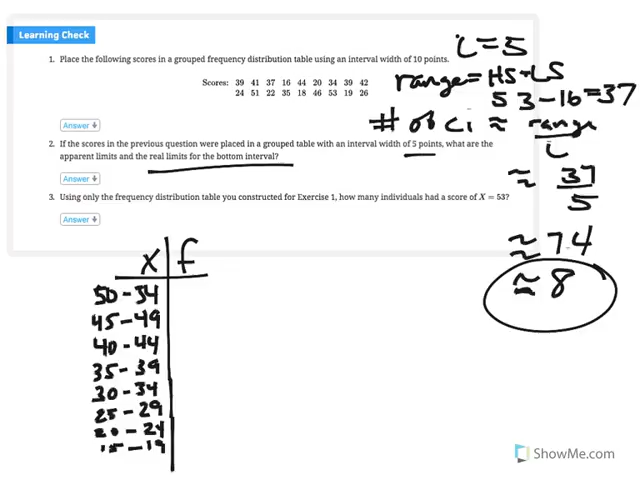 Learning Check
1. Place the following scores in a grouped frequency distribution table using an interval width of 10 points.
Scores: 39 41 37 16 44 20 34 39 42
24 51 22 35 18 46 53 19 26
Answer
2. If the scores in the previous question were placed in a grouped table with an interval width of 5 points, what are the
apparent limits and the real limits for the bottom interval?
Answer
3. Using only the frequency distribution table you constructed for Exercise 1, how many individuals had a score of X = 53?
Answer
i = 5
range = HS - LS
53 - 16 = 37
# of CI ≈ range
i
≈ 37
5
≈ 7.4
≈ 8
X f
50 - 54
45 - 49
40 - 44
35 - 39
30 - 34
25 - 29
20 - 24
15 - 19
ShowMe.com